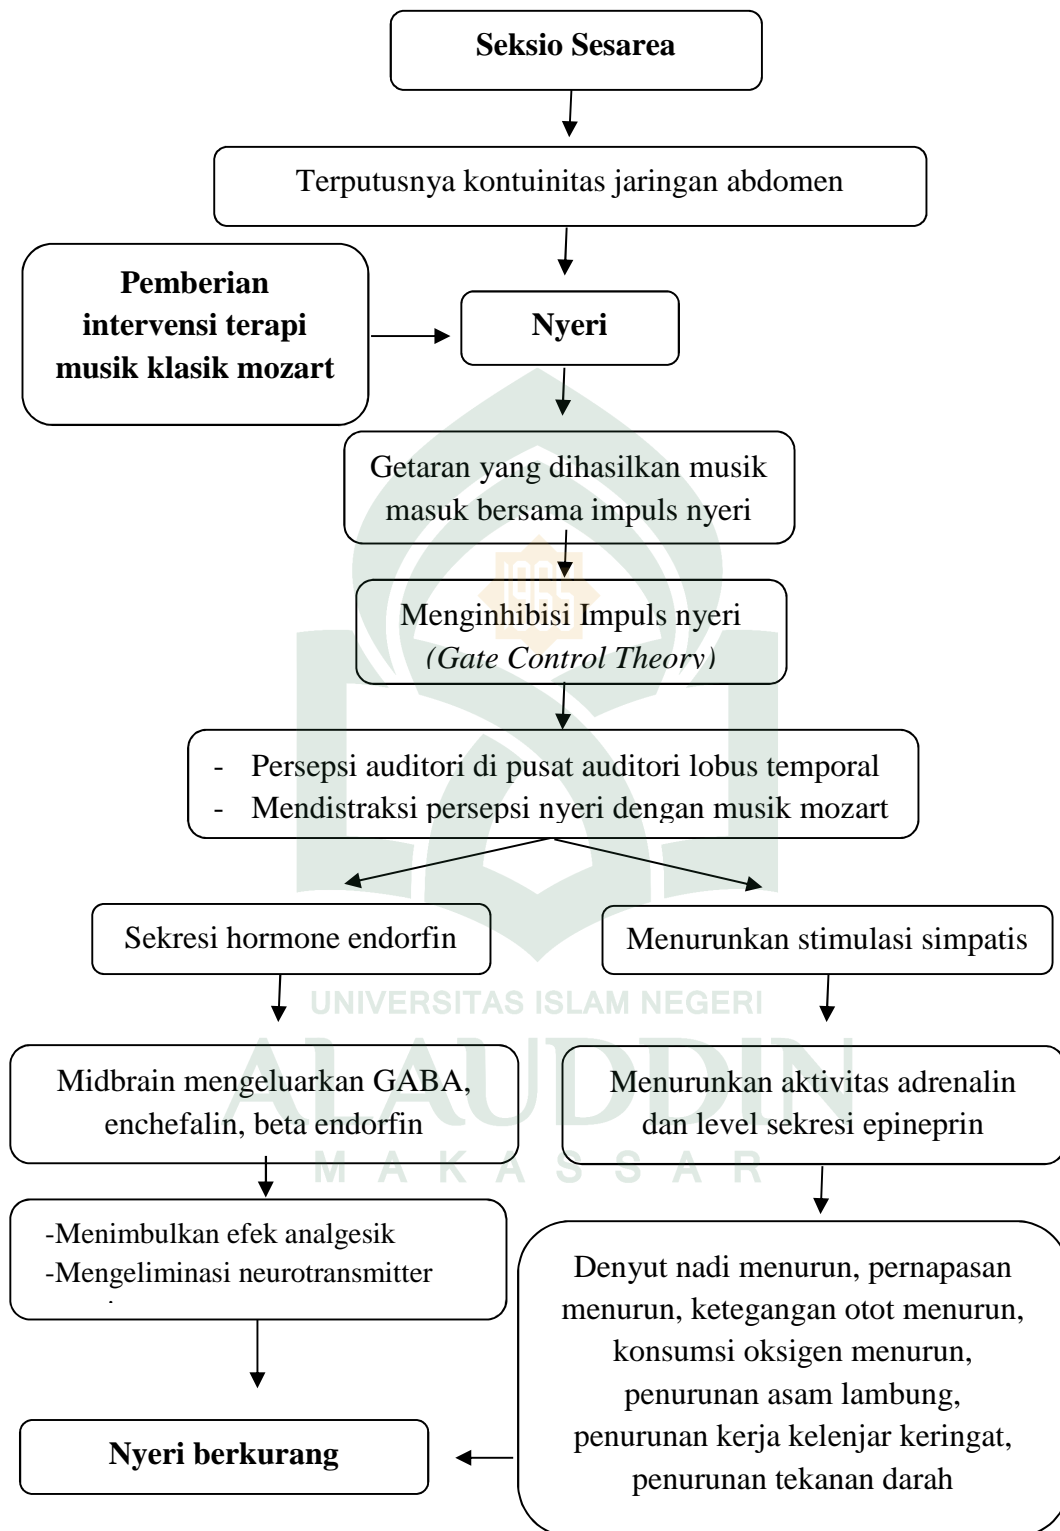 Seksio Sesarea
Terputusnya kontuinitas jaringan abdomen
Pemberian
intervensi terapi
musik klasik mozart
Nyeri
Getaran yang dihasilkan musik
masuk bersama impuls nyeri
1965
Menginhibisi Impuls nyeri
(Gate Control Theory)
- Persepsi auditori di pusat auditori lobus temporal
- Mendistraksi persepsi nyeri dengan musik mozart
Sekresi hormone endorfin
Menurunkan stimulasi simpatis
UNIVERSITAS ISLAM NEGERI
ALAUDDIN
MAKASSAR
Midbrain mengeluarkan GABA,
enchefalin, beta endorfin
Menurunkan aktivitas adrenalin
dan level sekresi epineprin
-Menimbulkan efek analgesik
-Mengeliminasi neurotransmitter
Denyut nadi menurun, pernapasan
menurun, ketegangan otot menurun,
konsumsi oksigen menurun,
penurunan asam lambung,
penurunan kerja kelenjar keringat,
penurunan tekanan darah
Nyeri berkurang